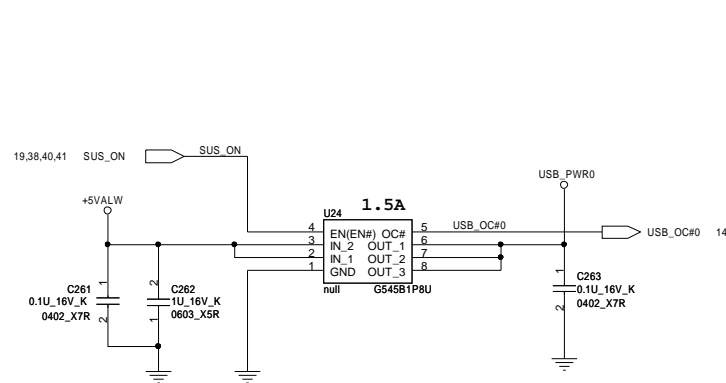 19,38,40,41 SUS_ON
SUS_ON
USB_PWR0
+5VALW
1.5A
U24
4 EN(EN#) OC# 5 USB_OC#0
USB_OC#0 14
3 IN_2 OUT_1 6
2 IN_1 OUT_2 7
1 GND OUT_3 8
null G545B1P8U
1
C261
0.1U_16V_K
0402_X7R
2
2
C262
1U_16V_K
0603_X5R
1
1
C263
0.1U_16V_K
0402_X7R
2